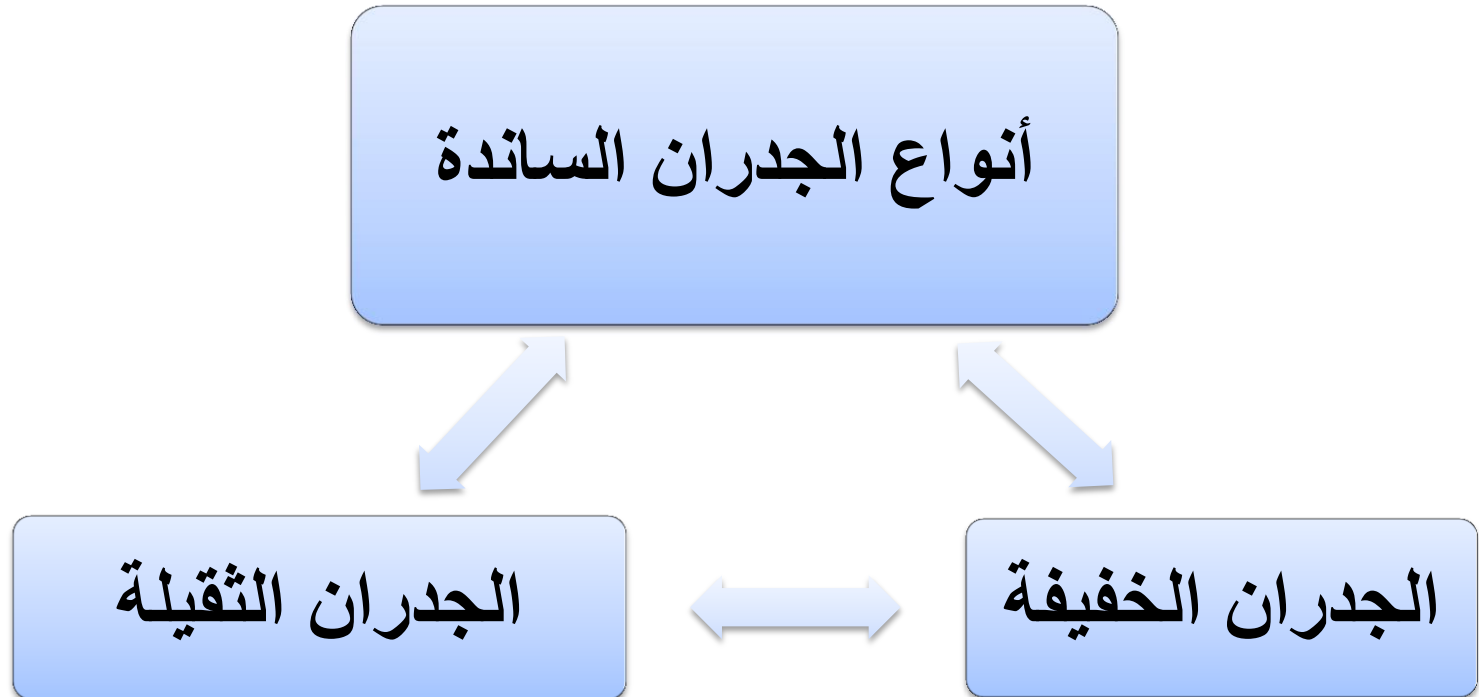 أنواع الجدران الساندة
الجدران الخفيفة
الجدران الثقيلة